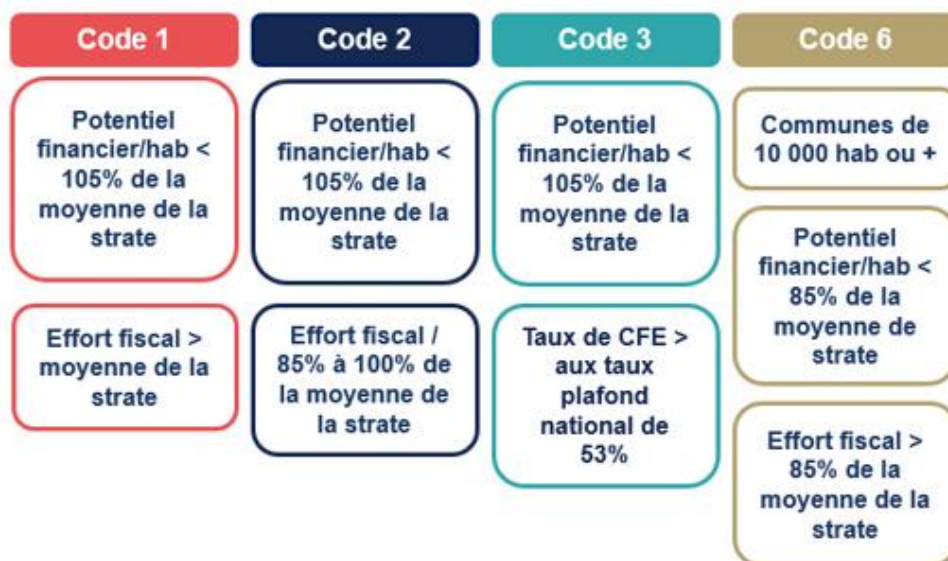 Code 1
Potentiel
financier/hab <
105% de la
moyenne de la
strate
Effort fiscal >
moyenne de la
strate
Code 2
Potentiel
financier/hab <
105% de la
moyenne de la
strate
Effort fiscal /
85% à 100% de
la moyenne de
la strate
Code 3
Potentiel
financier/hab <
105% de la
moyenne de la
strate
Taux de CFE >
aux taux
plafond
national de
53%
Code 6
Communes de
10 000 hab ou +
Potentiel
financier/hab <
85% de la
moyenne de
strate
Effort fiscal >
85% de la
moyenne de la
strate